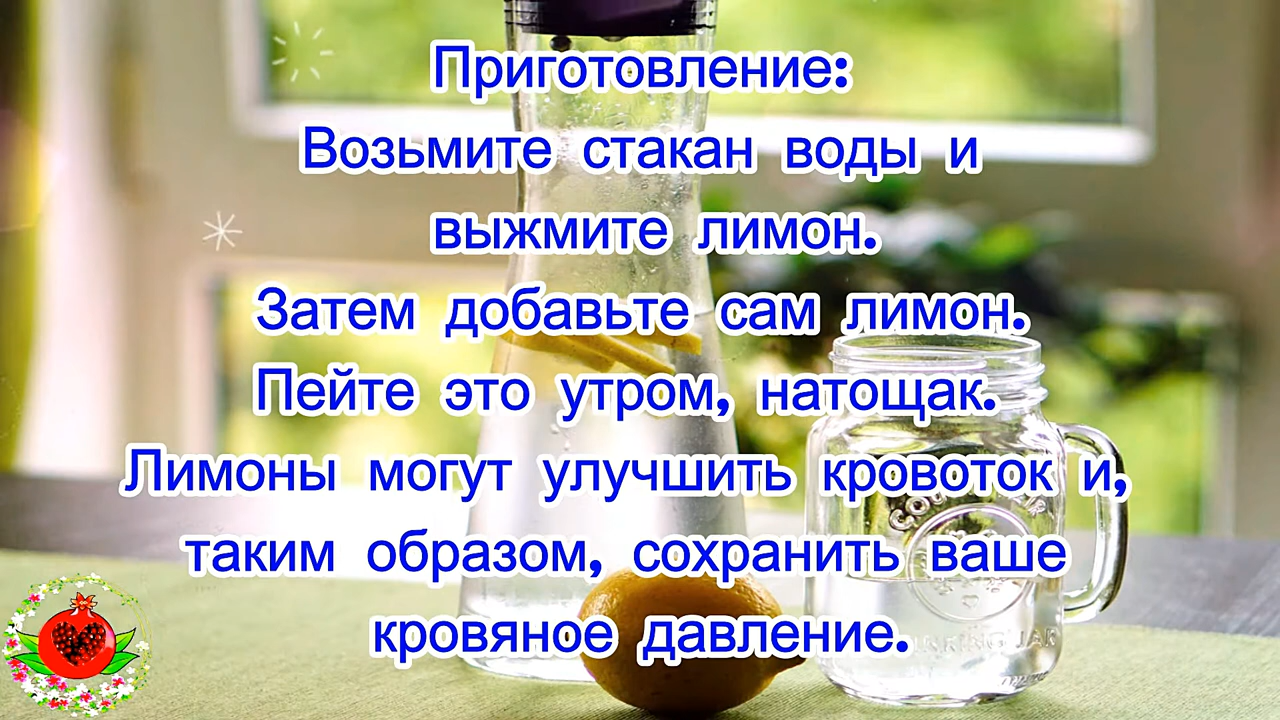 Приготовление:
Возьмите стакан воды и
выжмите лимон.
Затем добавьте сам лимон.
Пейте это утром, натощак.
Лимоны могут улучшить кровоток и,
таким образом, сохранить ваше
кровяное давление.